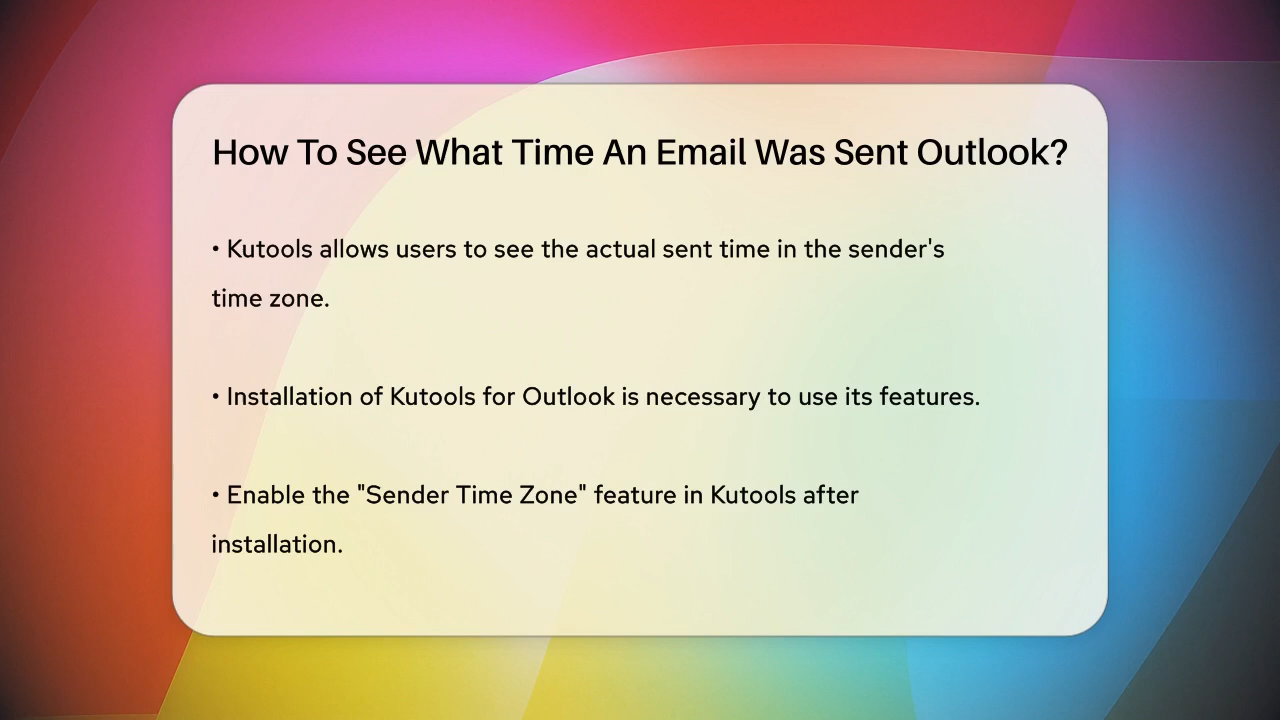 How To See What Time An Email Was Sent Outlook?
• Kutools allows users to see the actual sent time in the sender's
time zone.
• Installation of Kutools for Outlook is necessary to use its features.
• Enable the "Sender Time Zone" feature in Kutools after
installation.